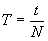 T = t/N